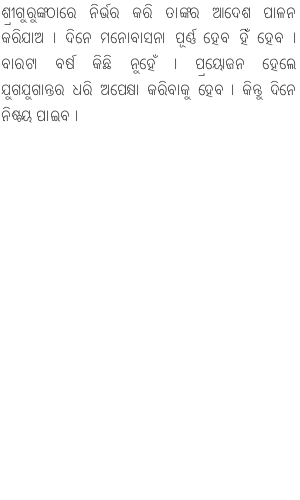 ଶ୍ରୀଗୁରୁଙ୍କଠାରେ ନିର୍ଭର କରି ତାଙ୍କର ଆଦେଶ ପାଳନ
କରିଯାଅ । ଦିନେ ମନୋବାସନା ପୂର୍ଣ୍ଣ ହେବ ହିଁ ହେବ ।
ବାରଟା ବର୍ଷ କିଛି ନୁହେଁ । ପ୍ରୟୋଜନ ହେଲେ
ଯୁଗଯୁଗାନ୍ତର ଧରି ଅପେକ୍ଷା କରିବାକୁ ହେବ । କିନ୍ତୁ ଦିନେ
ନିଶ୍ଚୟ ପାଇବ ।